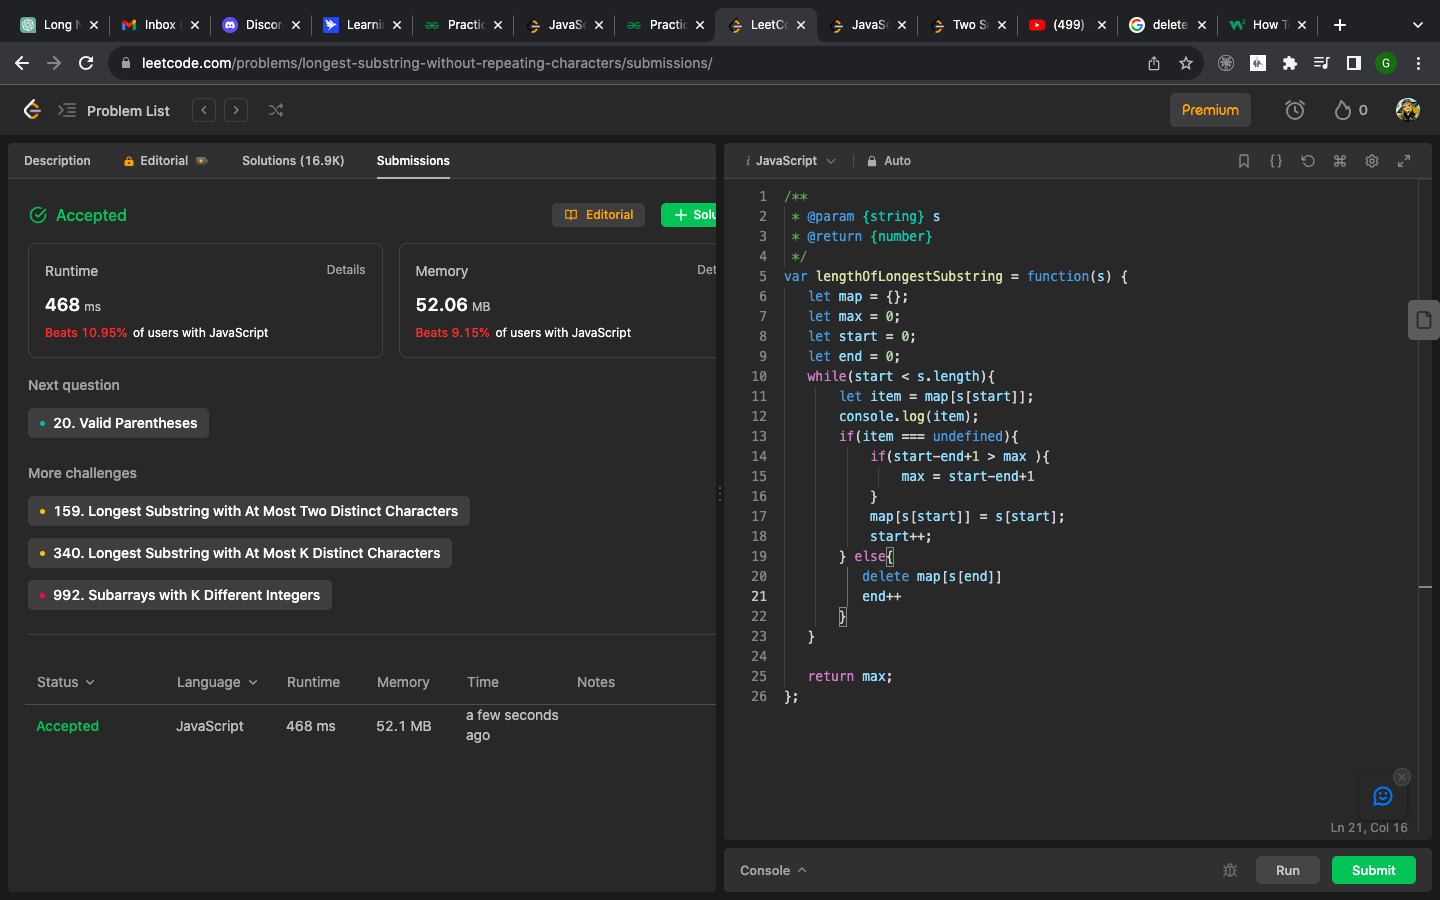 Long N
Inbox (
Discor
Learni
Practic
JavaSc
Practic
LeetCo
JavaSc
Two S
(499)
delete
How T
leetcode.com/problems/longest-substring-without-repeating-characters/submissions/
G
Problem List
Premium
0
Description
Editorial
Solutions (16.9K)
Submissions
Accepted
Editorial
Solu
Runtime
Details
468 ms
Beats 10.95% of users with JavaScript
Memory
Det
52.06 MB
Beats 9.15% of users with JavaScript
Next question
20. Valid Parentheses
More challenges
159. Longest Substring with At Most Two Distinct Characters
340. Longest Substring with At Most K Distinct Characters
992. Subarrays with K Different Integers
Status Language Runtime Memory Time Notes
Accepted JavaScript 468 ms 52.1 MB a few seconds
ago
i JavaScript Auto
1 /**
2  * @param {string} s
3  * @return {number}
4  */
5 var lengthOfLongestSubstring = function(s) {
6    let map = {};
7    let max = 0;
8    let start = 0;
9    let end = 0;
10    while(start < s.length){
11        let item = map[s[start]];
12        console.log(item);
13        if(item === undefined){
14            if(start-end+1 > max ){
15                max = start-end+1
16            }
17            map[s[start]] = s[start];
18            start++;
19        } else{
20           delete map[s[end]]
21           end++
22        }
23    }
24
25    return max;
26 };
Ln 21, Col 16
Console
Run
Submit